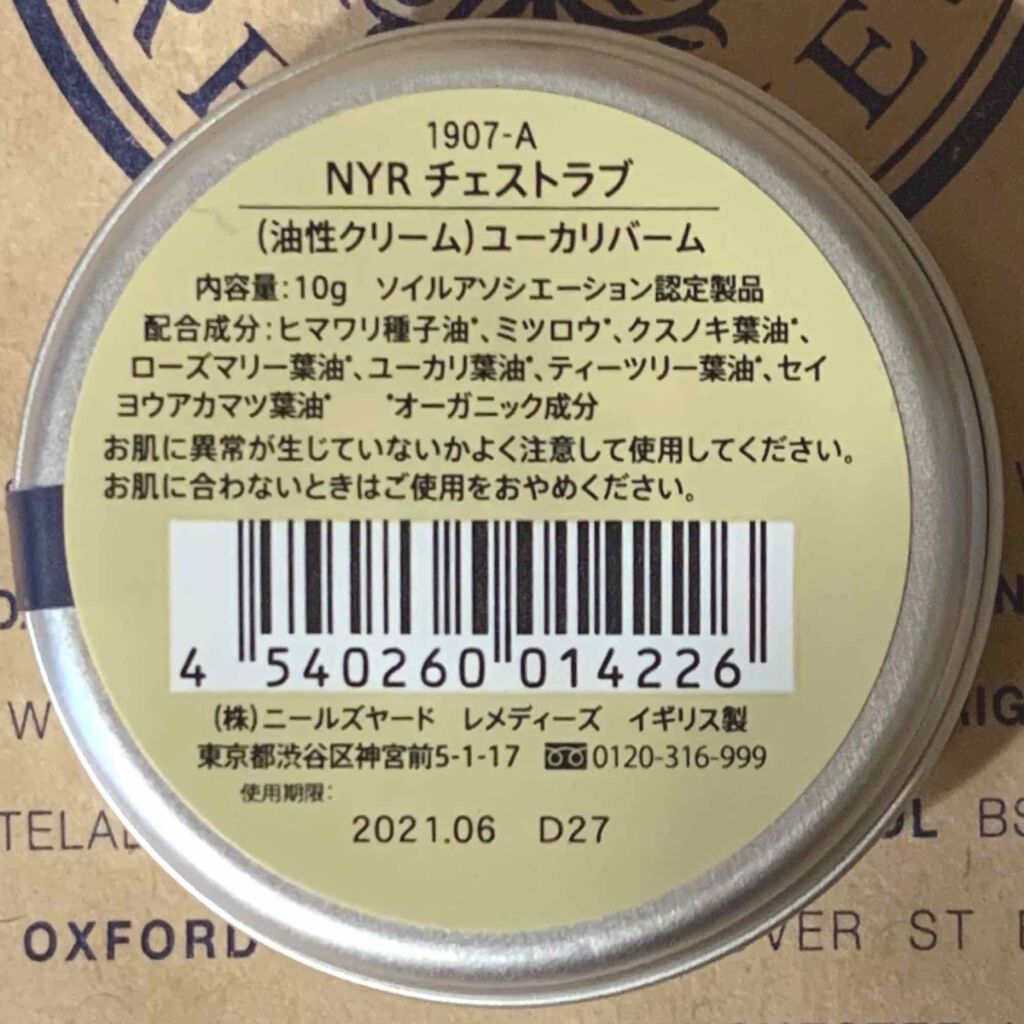 1907-A
NYR チェストラブ
(油性クリーム)ユーカリバーム
内容量:10g ソイルアソシエーション認定製品
配合成分:ヒマワリ種子油*、ミツロウ*、クスノキ葉油*、
ローズマリー葉油*、ユーカリ葉油*、ティーツリー葉油*、セイ
ヨウアカマツ葉油* *オーガニック成分
お肌に異常が生じていないかよく注意して使用してください。
お肌に合わないときはご使用をおやめください。
4 540260 014226
(株)ニールズヤード レメディーズ イギリス製
東京都渋谷区神宮前5-1-17 0120-316-999
使用期限:
2021.06 D27
OXFORD
ST